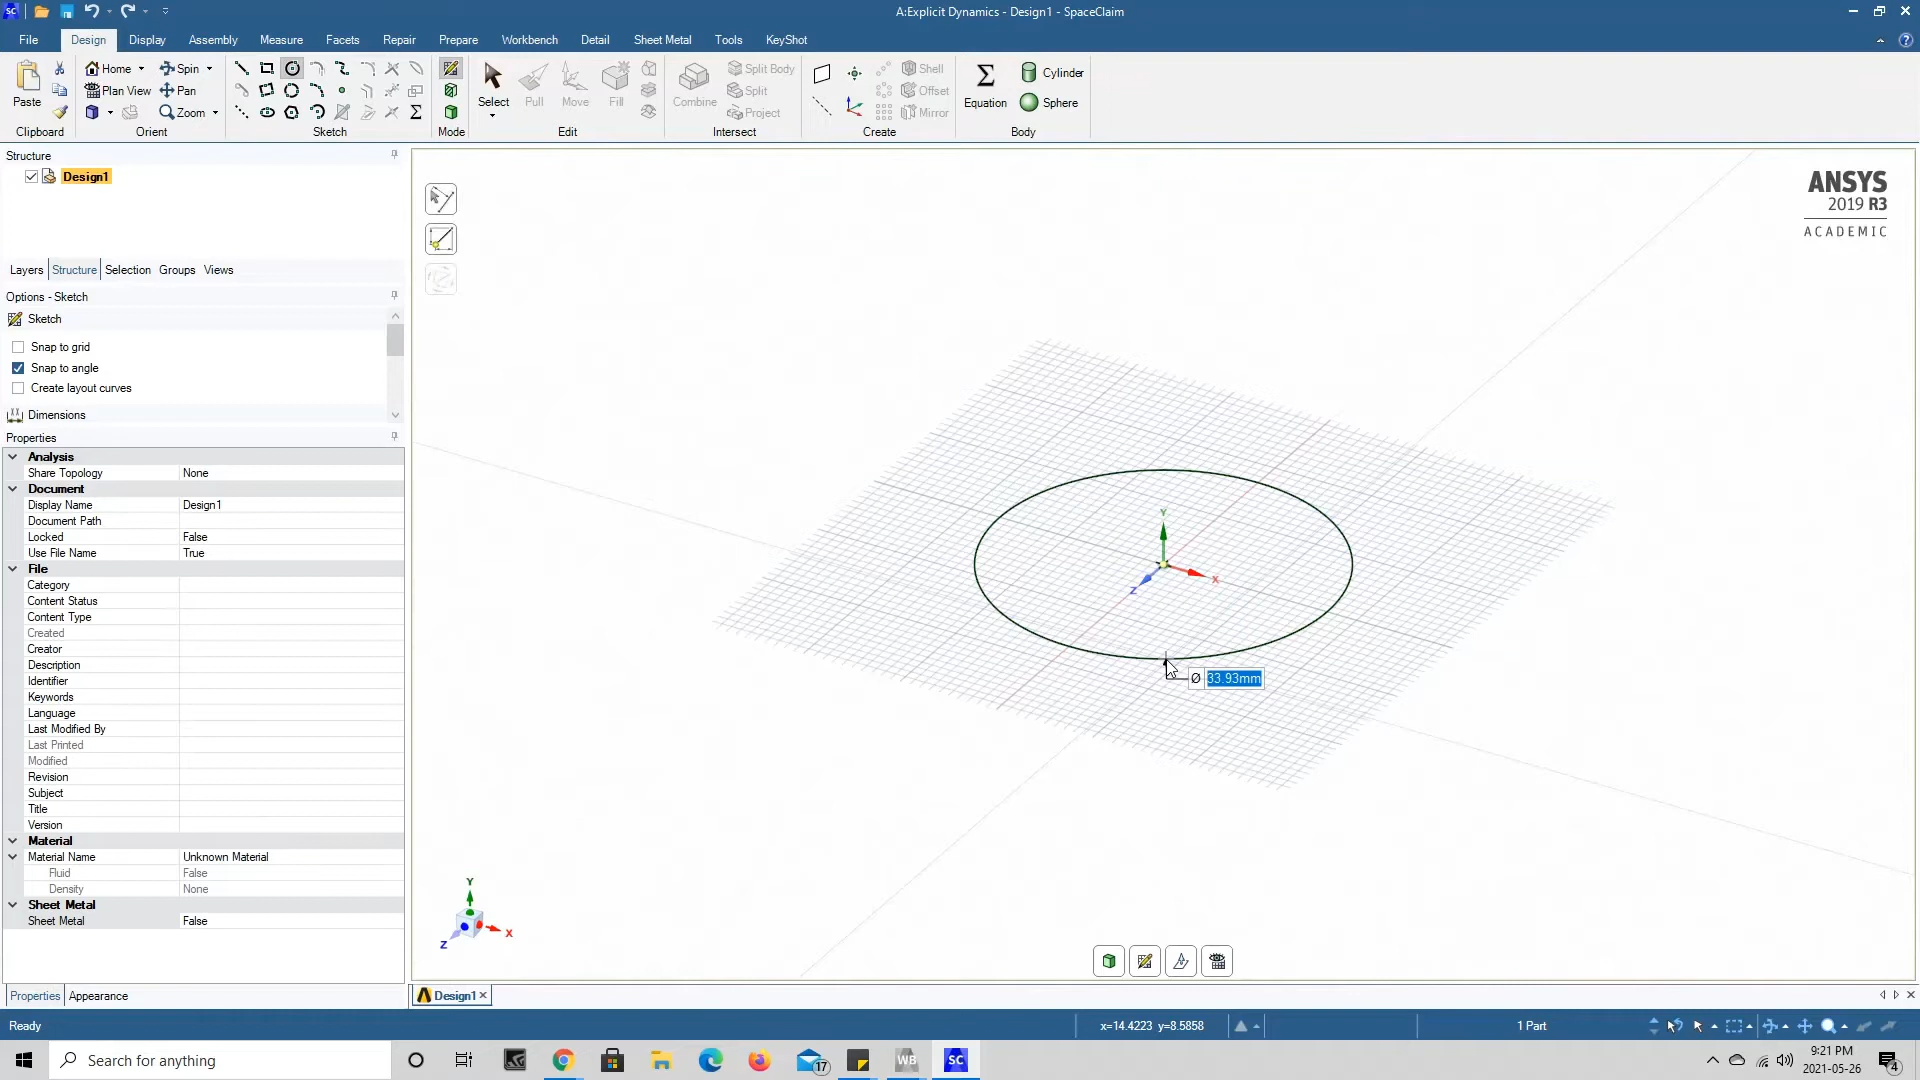 SC
A:Explicit Dynamics - Design1 - SpaceClaim
File Design Display Assembly Measure Facets Repair Prepare Workbench Detail Sheet Metal Tools KeyShot
Home Spin Split Body Shell Cylinder
Plan View Pan Split Offset
Paste Zoom Select Pull Move Fill Combine Project Mirror Equation Sphere
Clipboard Orient Sketch Mode Edit Intersect Create Body
Structure
Design1
Layers Structure Selection Groups Views
Options - Sketch
Sketch
Snap to grid
Snap to angle
Create layout curves
Dimensions
Properties
Analysis
Share Topology None
Document
Display Name Design1
Document Path
Locked False
Use File Name True
File
Category
Content Status
Content Type
Created
Creator
Description
Identifier
Keywords
Language
Last Modified By
Last Printed
Modified
Revision
Subject
Title
Version
Material
Material Name Unknown Material
Fluid False
Density None
Sheet Metal
Sheet Metal False
Properties Appearance
ANSYS
2019 R3
ACADEMIC
Y
X
Z
Ø 33.93mm
Y
X
Z
Design1
Ready x=14.4223 y=8.5858 1 Part
Search for anything 17 WB SC 9:21 PM
2021-05-26
4